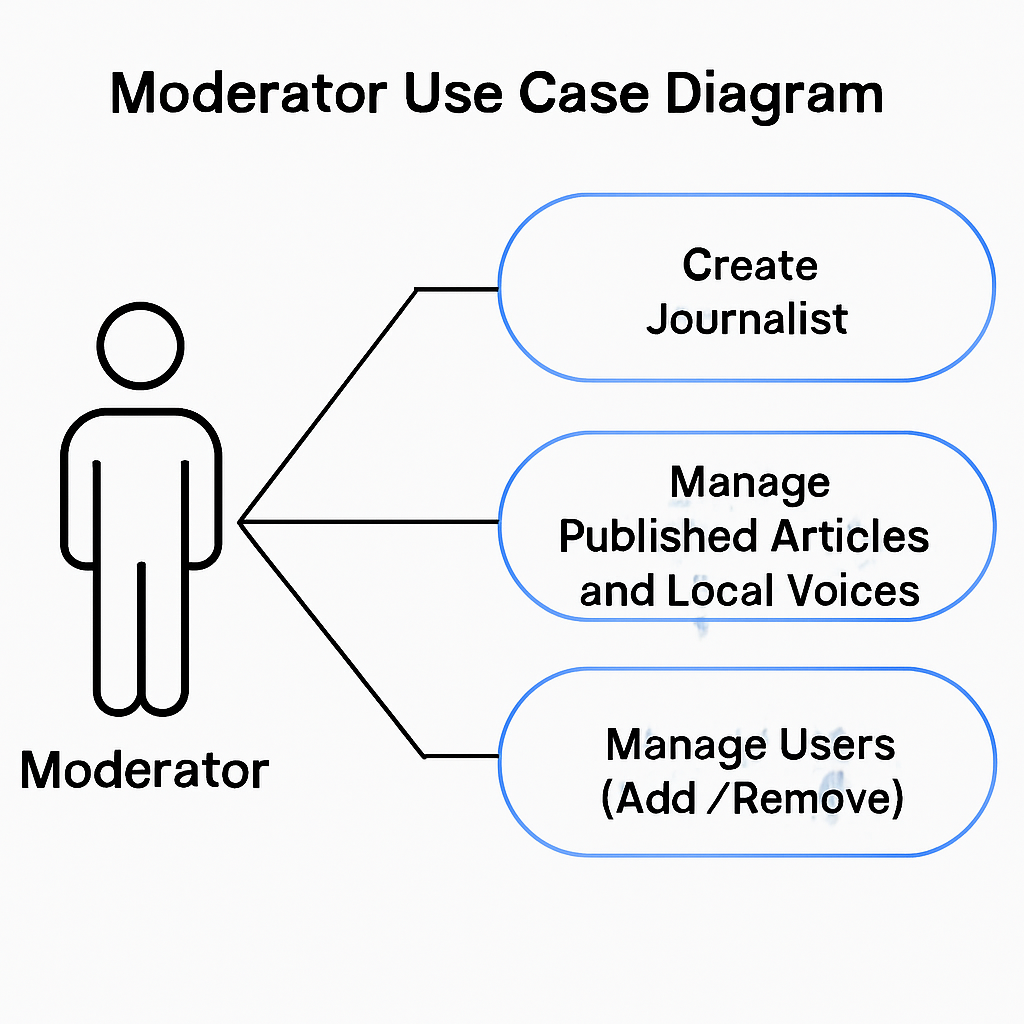 Moderator Use Case Diagram
Create
Journalist
Manage
Published Articles
and Local Voices
Manage Users
(Add /Remove)
Moderator